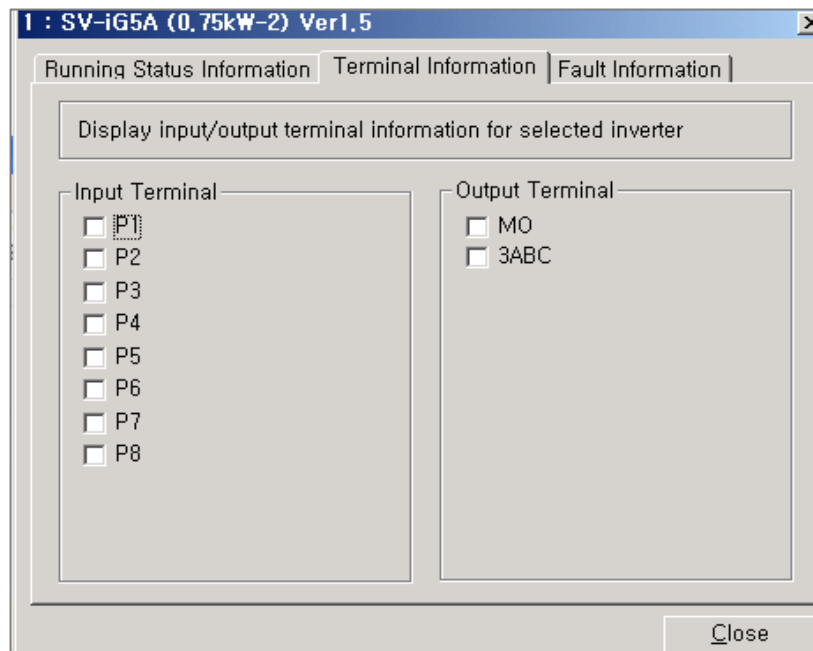 1 : SV-iG5A (0,75kW-2) Ver1.5
Running Status Information Terminal Information Fault Information
Display input/output terminal information for selected inverter
Input Terminal
P1
P2
P3
P4
P5
P6
P7
P8
Output Terminal
MO
3ABC
Close